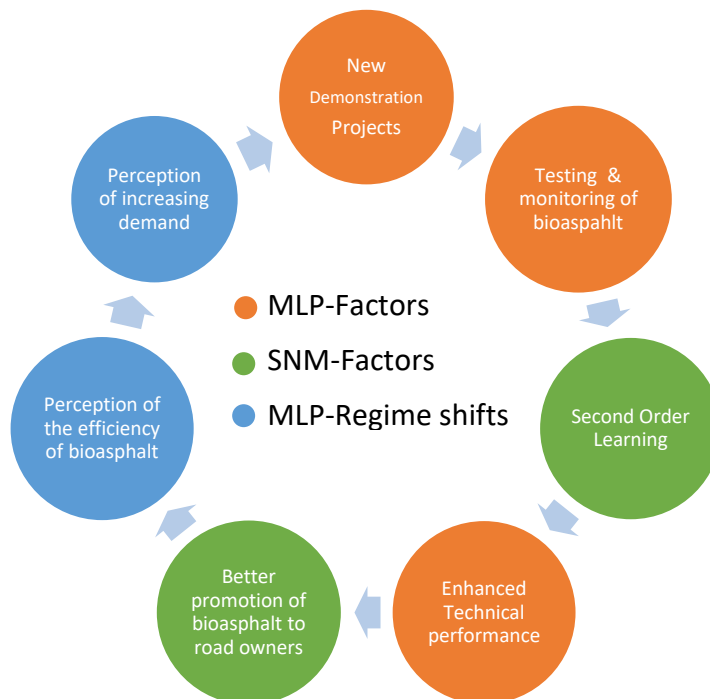 New
Demonstration
Projects
Testing & 
monitoring of
bioaspahlt
Second Order
Learning
Enhanced
Technical
performance
Better
promotion of
bioasphalt to
road owners
Perception of
the efficiency
of bioasphalt
Perception
of increasing
demand
MLP-Factors
SNM-Factors
MLP-Regime shifts